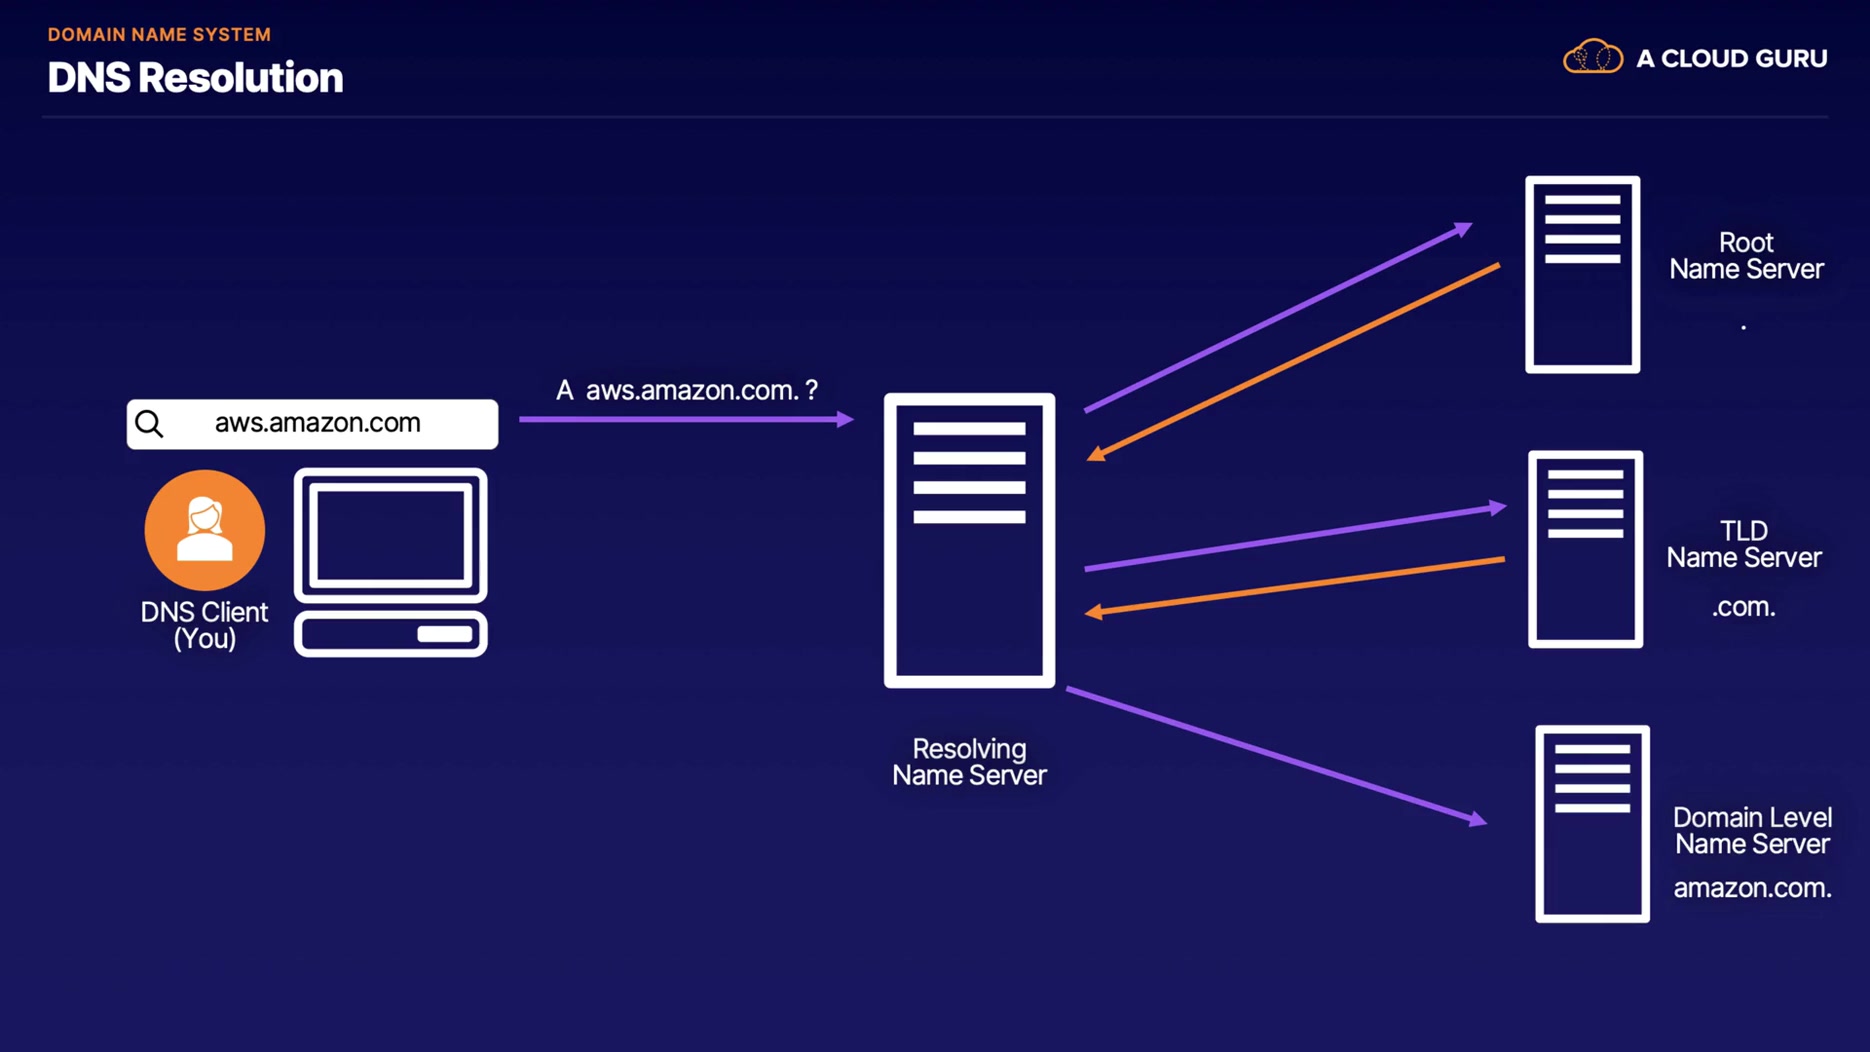 DOMAIN NAME SYSTEM
DNS Resolution
A CLOUD GURU
Root
Name Server
.
A aws.amazon.com. ?
aws.amazon.com
DNS Client
(You)
TLD
Name Server
.com.
Resolving
Name Server
Domain Level
Name Server
amazon.com.